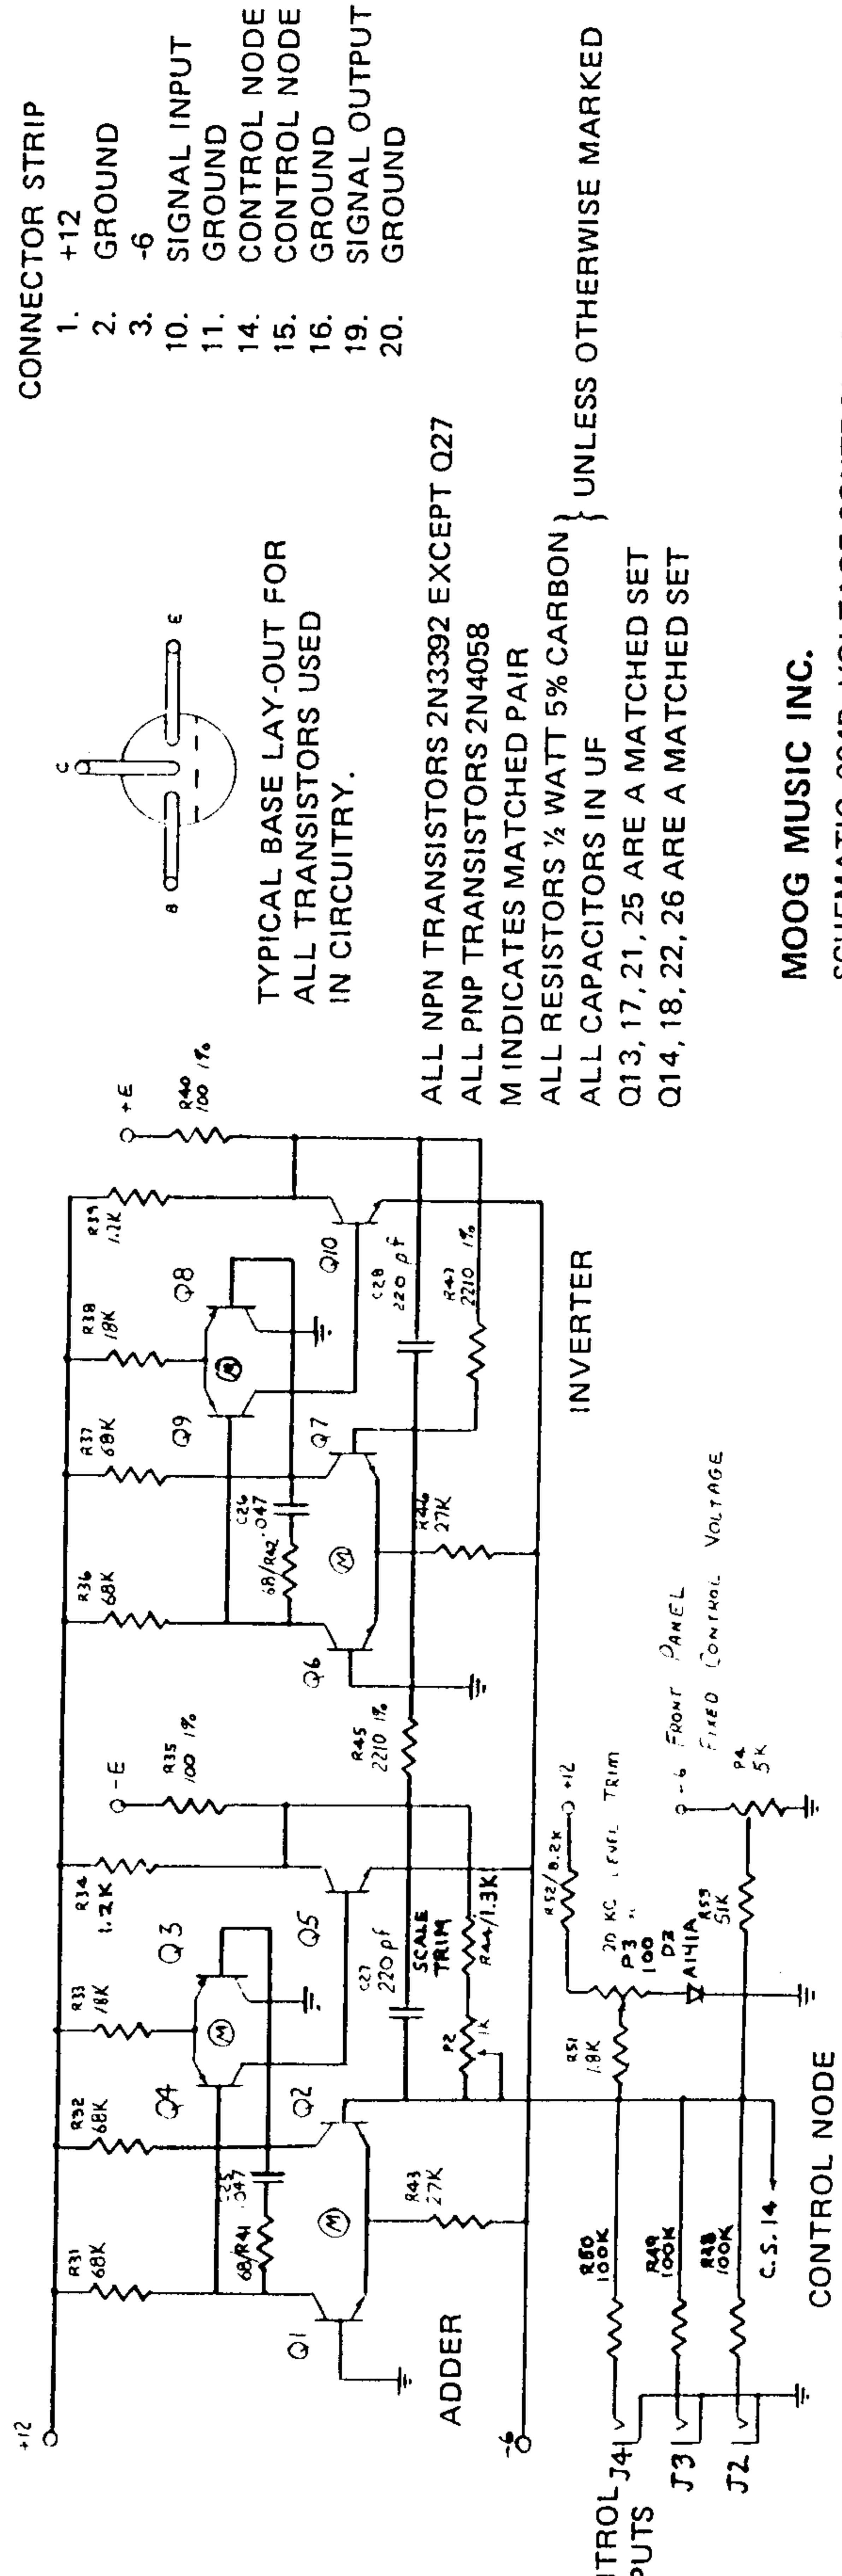 CONNECTOR STRIP
1. +12
2. GROUND
3. -6
10. SIGNAL INPUT
11. GROUND
14. CONTROL NODE
15. CONTROL NODE
16. GROUND
19. SIGNAL OUTPUT
20. GROUND
B
C
E
TYPICAL BASE LAY-OUT FOR
ALL TRANSISTORS USED
IN CIRCUITRY.
ALL NPN TRANSISTORS 2N3392 EXCEPT Q27
ALL PNP TRANSISTORS 2N4058
M INDICATES MATCHED PAIR
ALL RESISTORS ½ WATT 5% CARBON
ALL CAPACITORS IN UF
} UNLESS OTHERWISE MARKED
Q13, 17, 21, 25 ARE A MATCHED SET
Q14, 18, 22, 26 ARE A MATCHED SET
MOOG MUSIC INC.
+12
R31
68K
R32
68K
R33
18K
R34
1.2K
-E
R35
100 1%
R36
68K
R37
68K
R38
18K
R39
1.2K
+E
R40
100 1%
Q4
Q3
M
Q9
Q8
M
.047
68/R41
Q2
Q5
C26
.047
68/R42
Q7
Q10
Q1
M
Q6
M
R43
27K
C27
220 pf
SCALE
TRIM
P2
1K
R44/1.3K
R45
2210 1%
R46
27K
C28
220 pf
2210 1%
ADDER
INVERTER
-6
R52/8.2K
+12
20 KC LEVEL TRIM
P3
100
R51
1.8K
A141A
R53
51K
-6 FRONT PANEL
FIXED CONTROL VOLTAGE
P4
5K
J4
J3
J2
R50
100K
R49
100K
100K
C.S. 14
CONTROL NODE